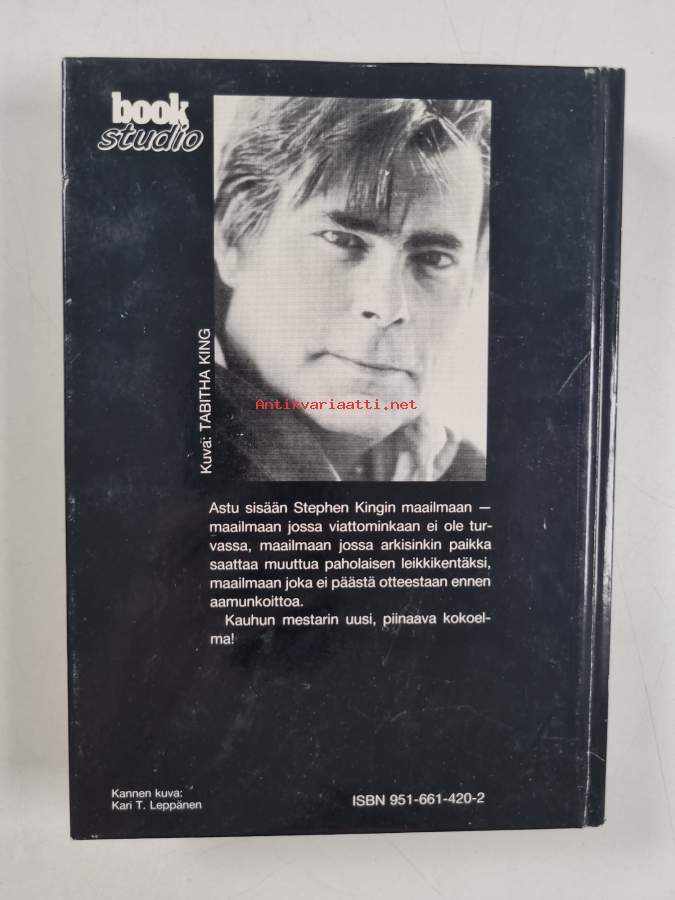 book
studio
Kuva: TABITHA KING
Antikvariaatti.net
Astu sisään Stephen Kingin maailmaan —
maailmaan jossa viattominkaan ei ole tur-
vassa, maailmaan jossa arkisinkin paikka
saattaa muuttua paholaisen leikkikentäksi,
maailmaan joka ei päästä otteestaan ennen
aamunkoittoa.
Kauhun mestarin uusi, piinaava kokoel-
ma!
Kannen kuva:
Kari T. Leppänen
ISBN 951-661-420-2